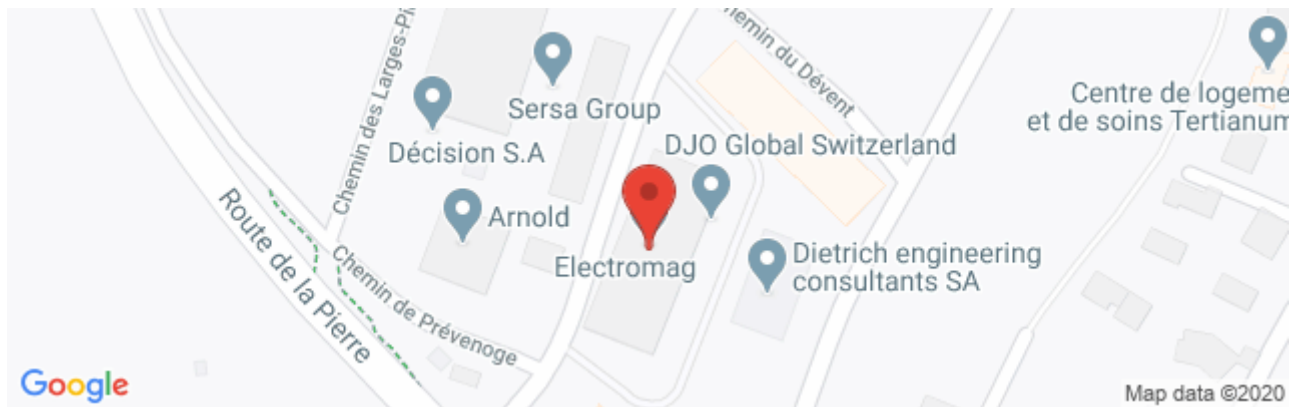 Chemin des Larges-Pi
Sersa Group
Décision S.A
Chemin du Dévent
DJO Global Switzerland
Centre de logeme
et de soins Tertianum
Arnold
Electromag
Dietrich engineering
consultants SA
Route de la Pierre
Chemin de Prévenoge
Google
Map data ©2020